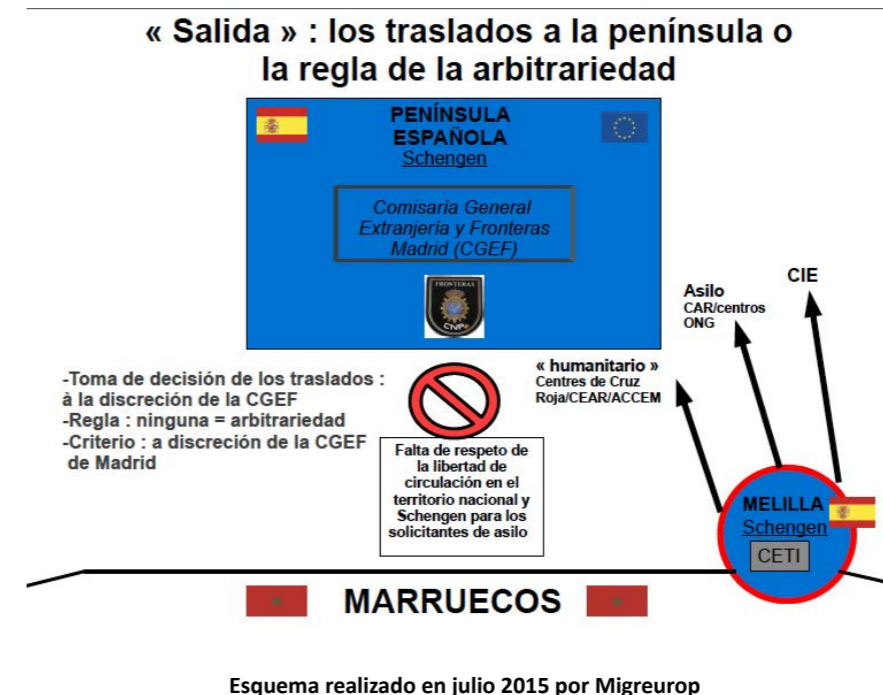 « Salida » : los traslados a la península o
la regla de la arbitrariedad
PENÍNSULA
ESPAÑOLA
Schengen
Comisaría General
Extranjería y Fronteras
Madrid (CGEF)
FRONTERAS
CNP
CIE
Asilo
CAR/centros
ONG
« humanitario »
Centres de Cruz
Roja/CEAR/ACCEM
-Toma de decisión de los traslados :
à la discreción de la CGEF
-Regla : ninguna = arbitrariedad
-Criterio : a discreción de la CGEF
de Madrid
Falta de respeto de
la libertad de
circulación en el
territorio nacional y
Schengen para los
solicitantes de asilo
MELILLA
Schengen
CETI
MARRUECOS
Esquema realizado en julio 2015 por Migreurop